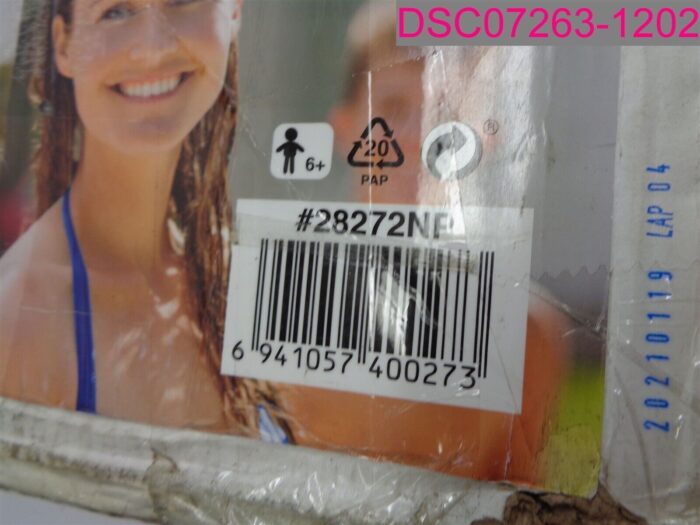 DSC07263-1202
6+
20
PAP
®
#28272NP
6 941057 400273
20210119 LAP 04